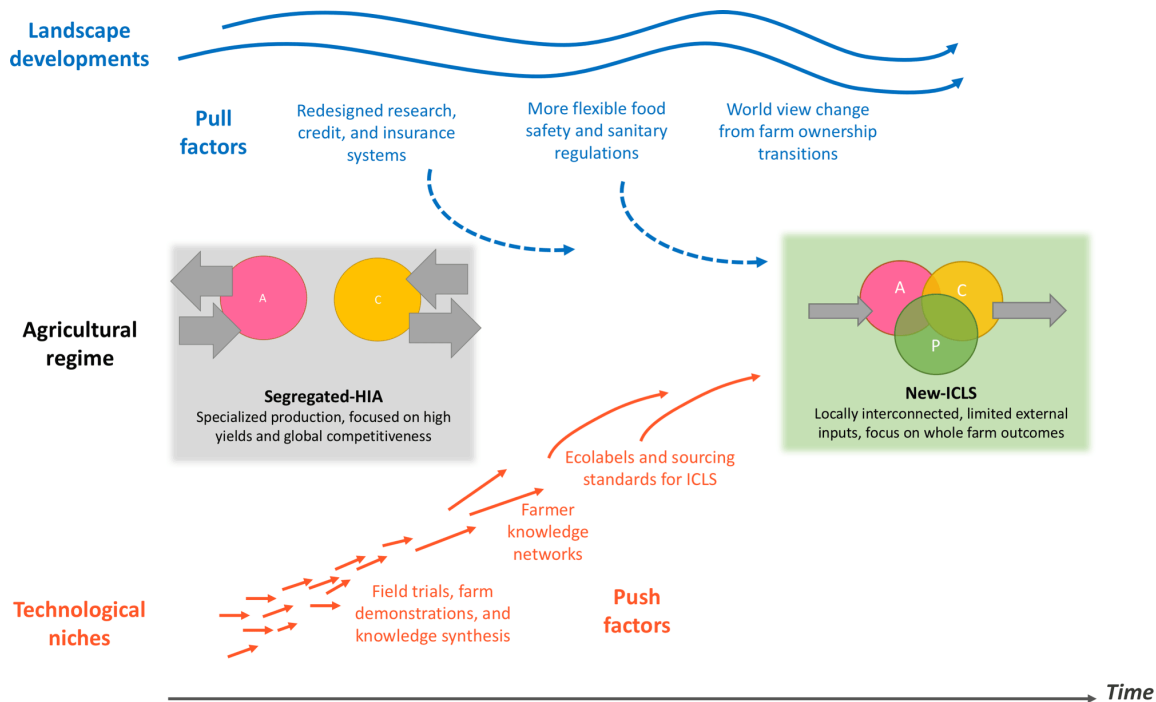 Landscape
developments
Pull
factors
Redesigned research,
credit, and insurance
systems
More flexible food
safety and sanitary
regulations
World view change
from farm ownership
transitions
Agricultural
regime
A
C
Segregated-HIA
Specialized production, focused on high
yields and global competitiveness
A
C
P
New-ICLS
Locally interconnected, limited external
inputs, focus on whole farm outcomes
Ecolabels and sourcing
standards for ICLS
Farmer
knowledge
networks
Technological
niches
Field trials, farm
demonstrations, and
knowledge synthesis
Push
factors
Time